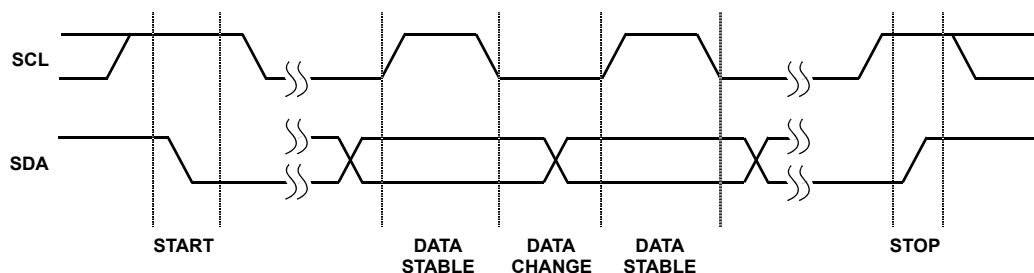 SCL
SDA
START
DATA
STABLE
DATA
CHANGE
DATA
STABLE
STOP